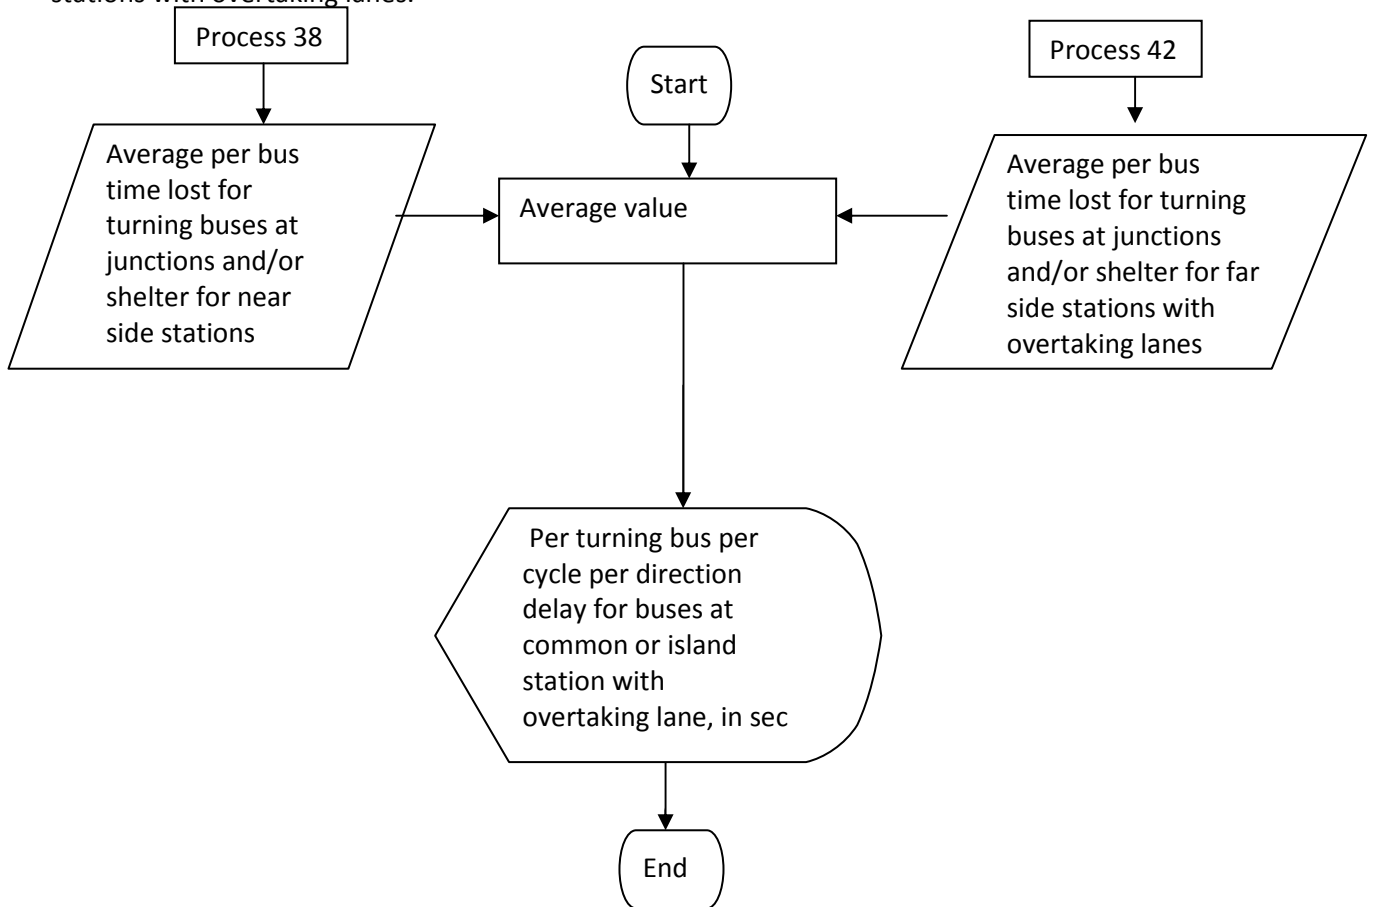 stations with overtaking lanes.
Process 38
Start
Process 42
Average per bus
time lost for
turning buses at
junctions and/or
shelter for near
side stations
Average value
Average per bus
time lost for turning
buses at junctions
and/or shelter for far
side stations with
overtaking lanes
Per turning bus per
cycle per direction
delay for buses at
common or island
station with
overtaking lane, in sec
End